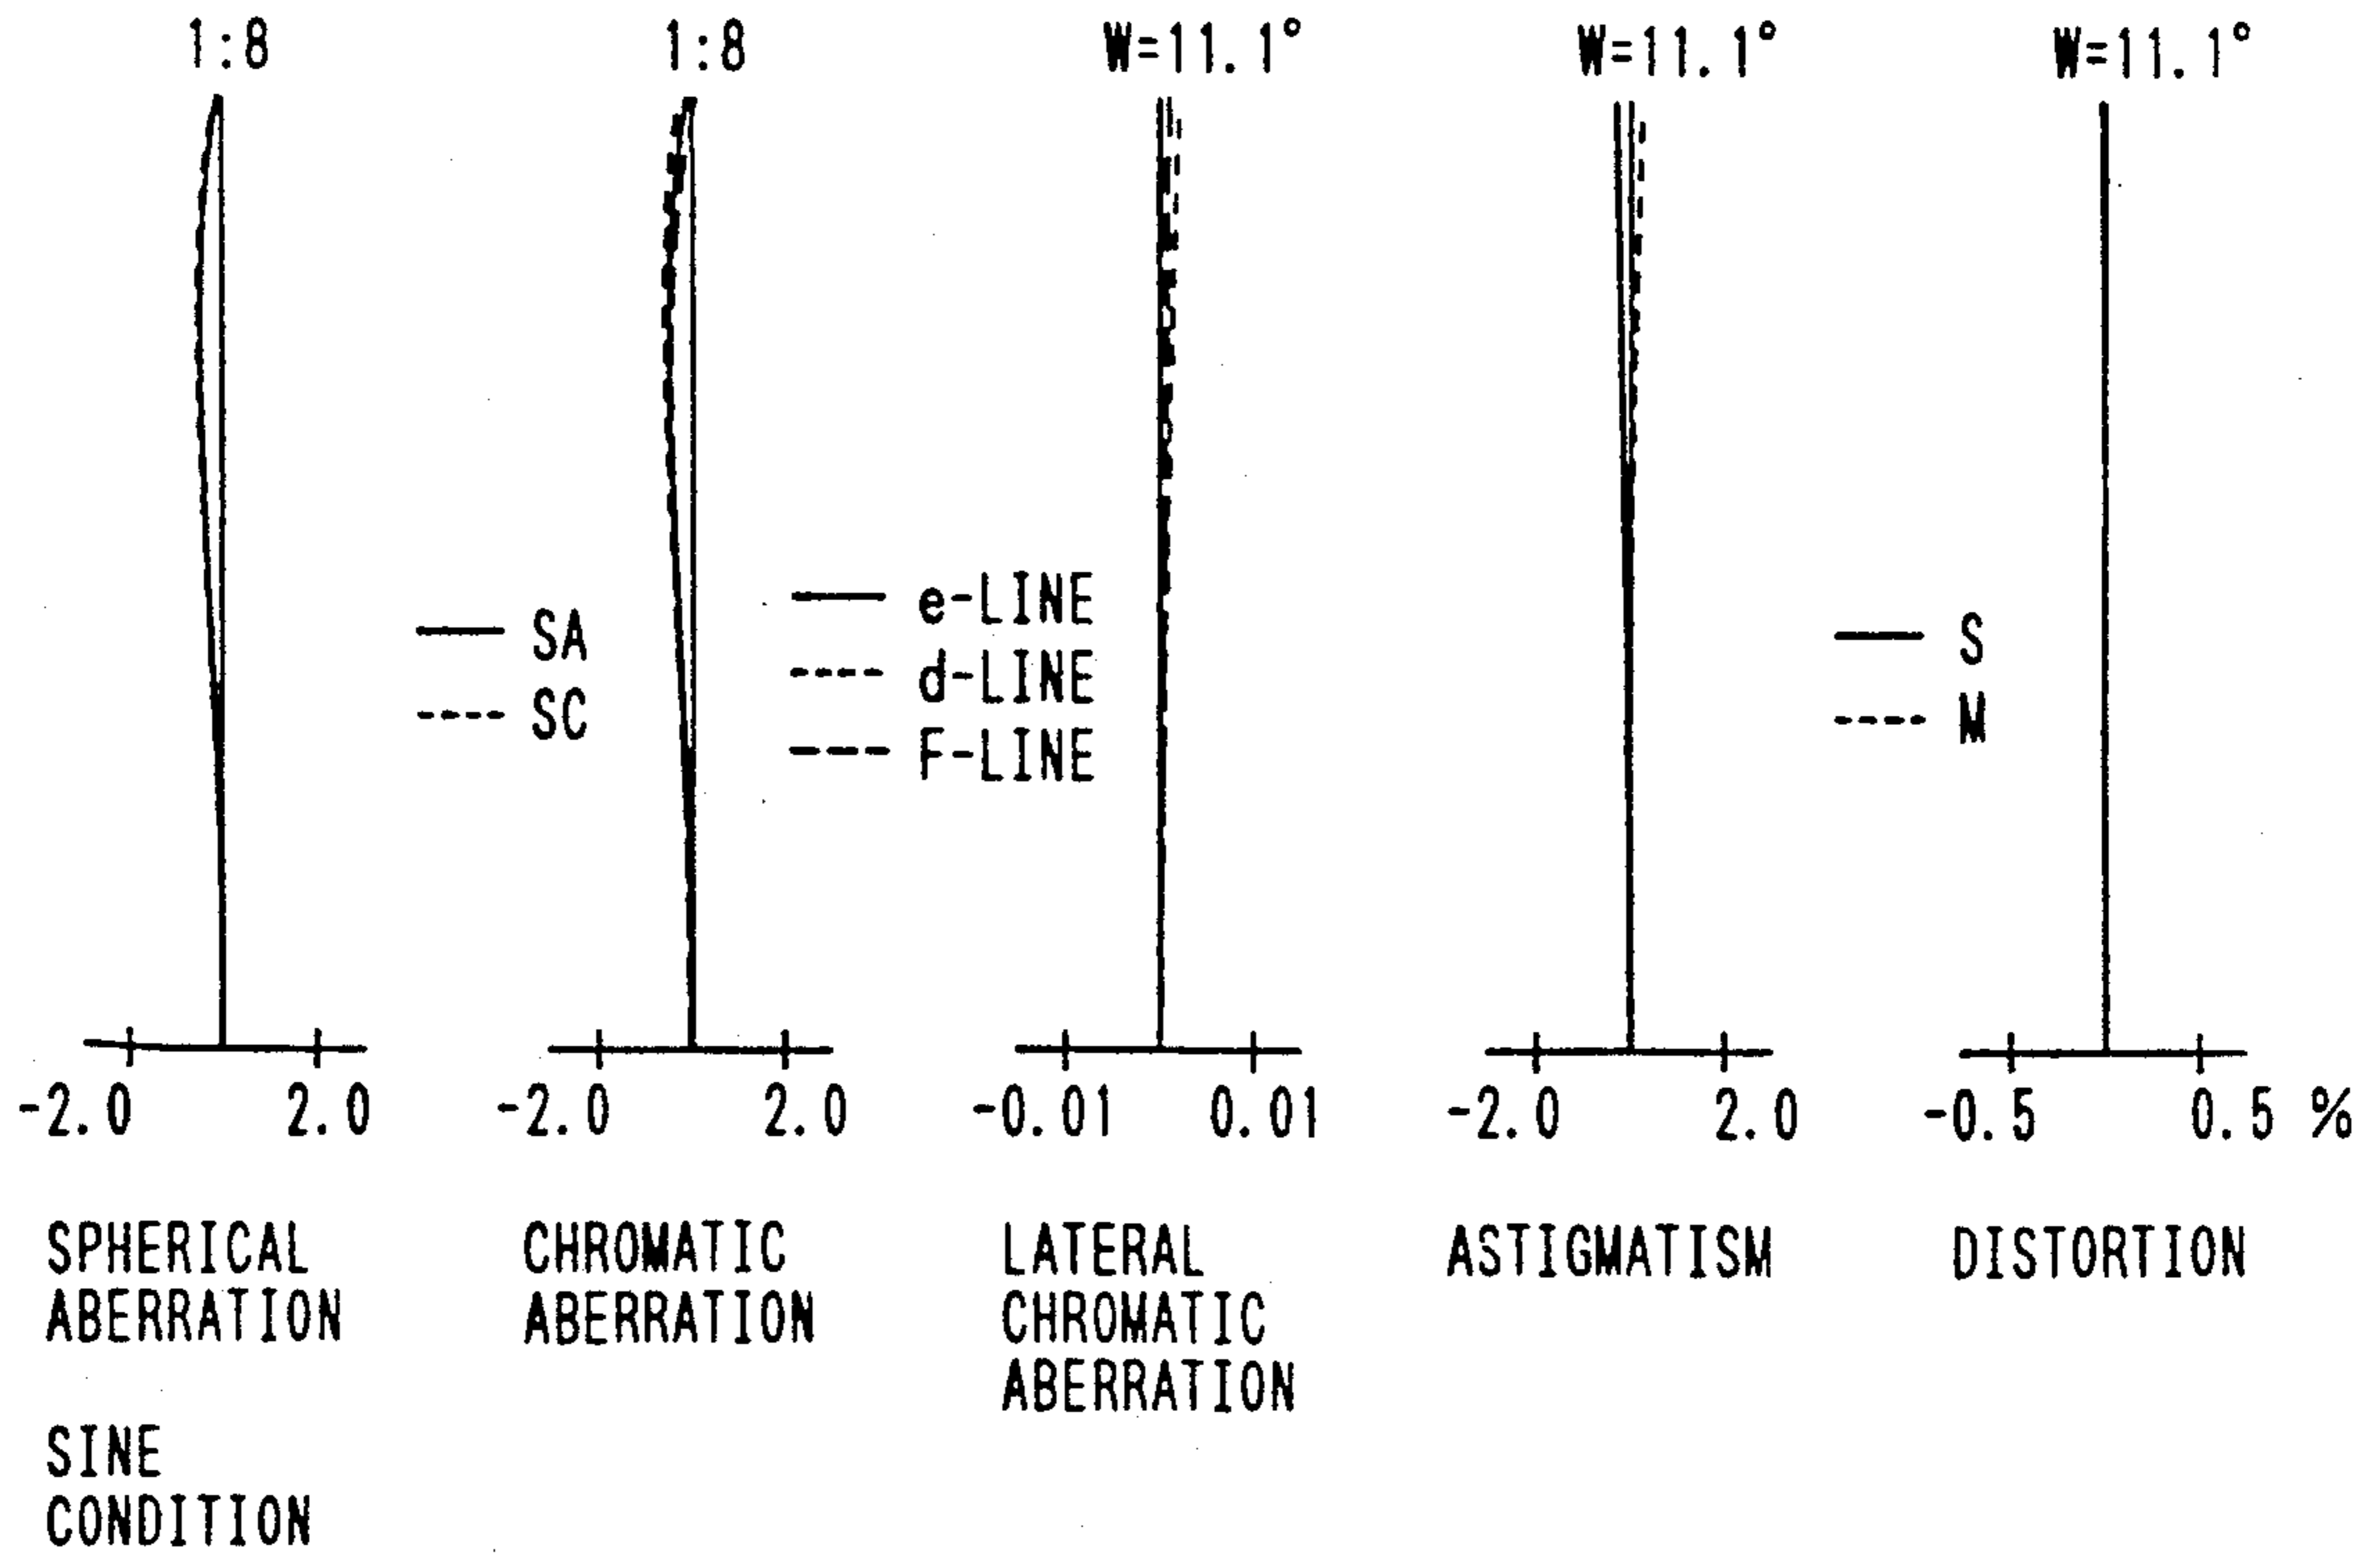 1:8
1:8
W=11.1°
W=11.1°
W=11.1°
SA
SC
e-LINE
d-LINE
F-LINE
S
M
-2.0 2.0
-2.0 2.0
-0.01 0.01
-2.0 2.0
-0.5 0.5 %
SPHERICAL
ABERRATION
SINE
CONDITION
CHROMATIC
ABERRATION
LATERAL
CHROMATIC
ABERRATION
ASTIGMATISM
DISTORTION